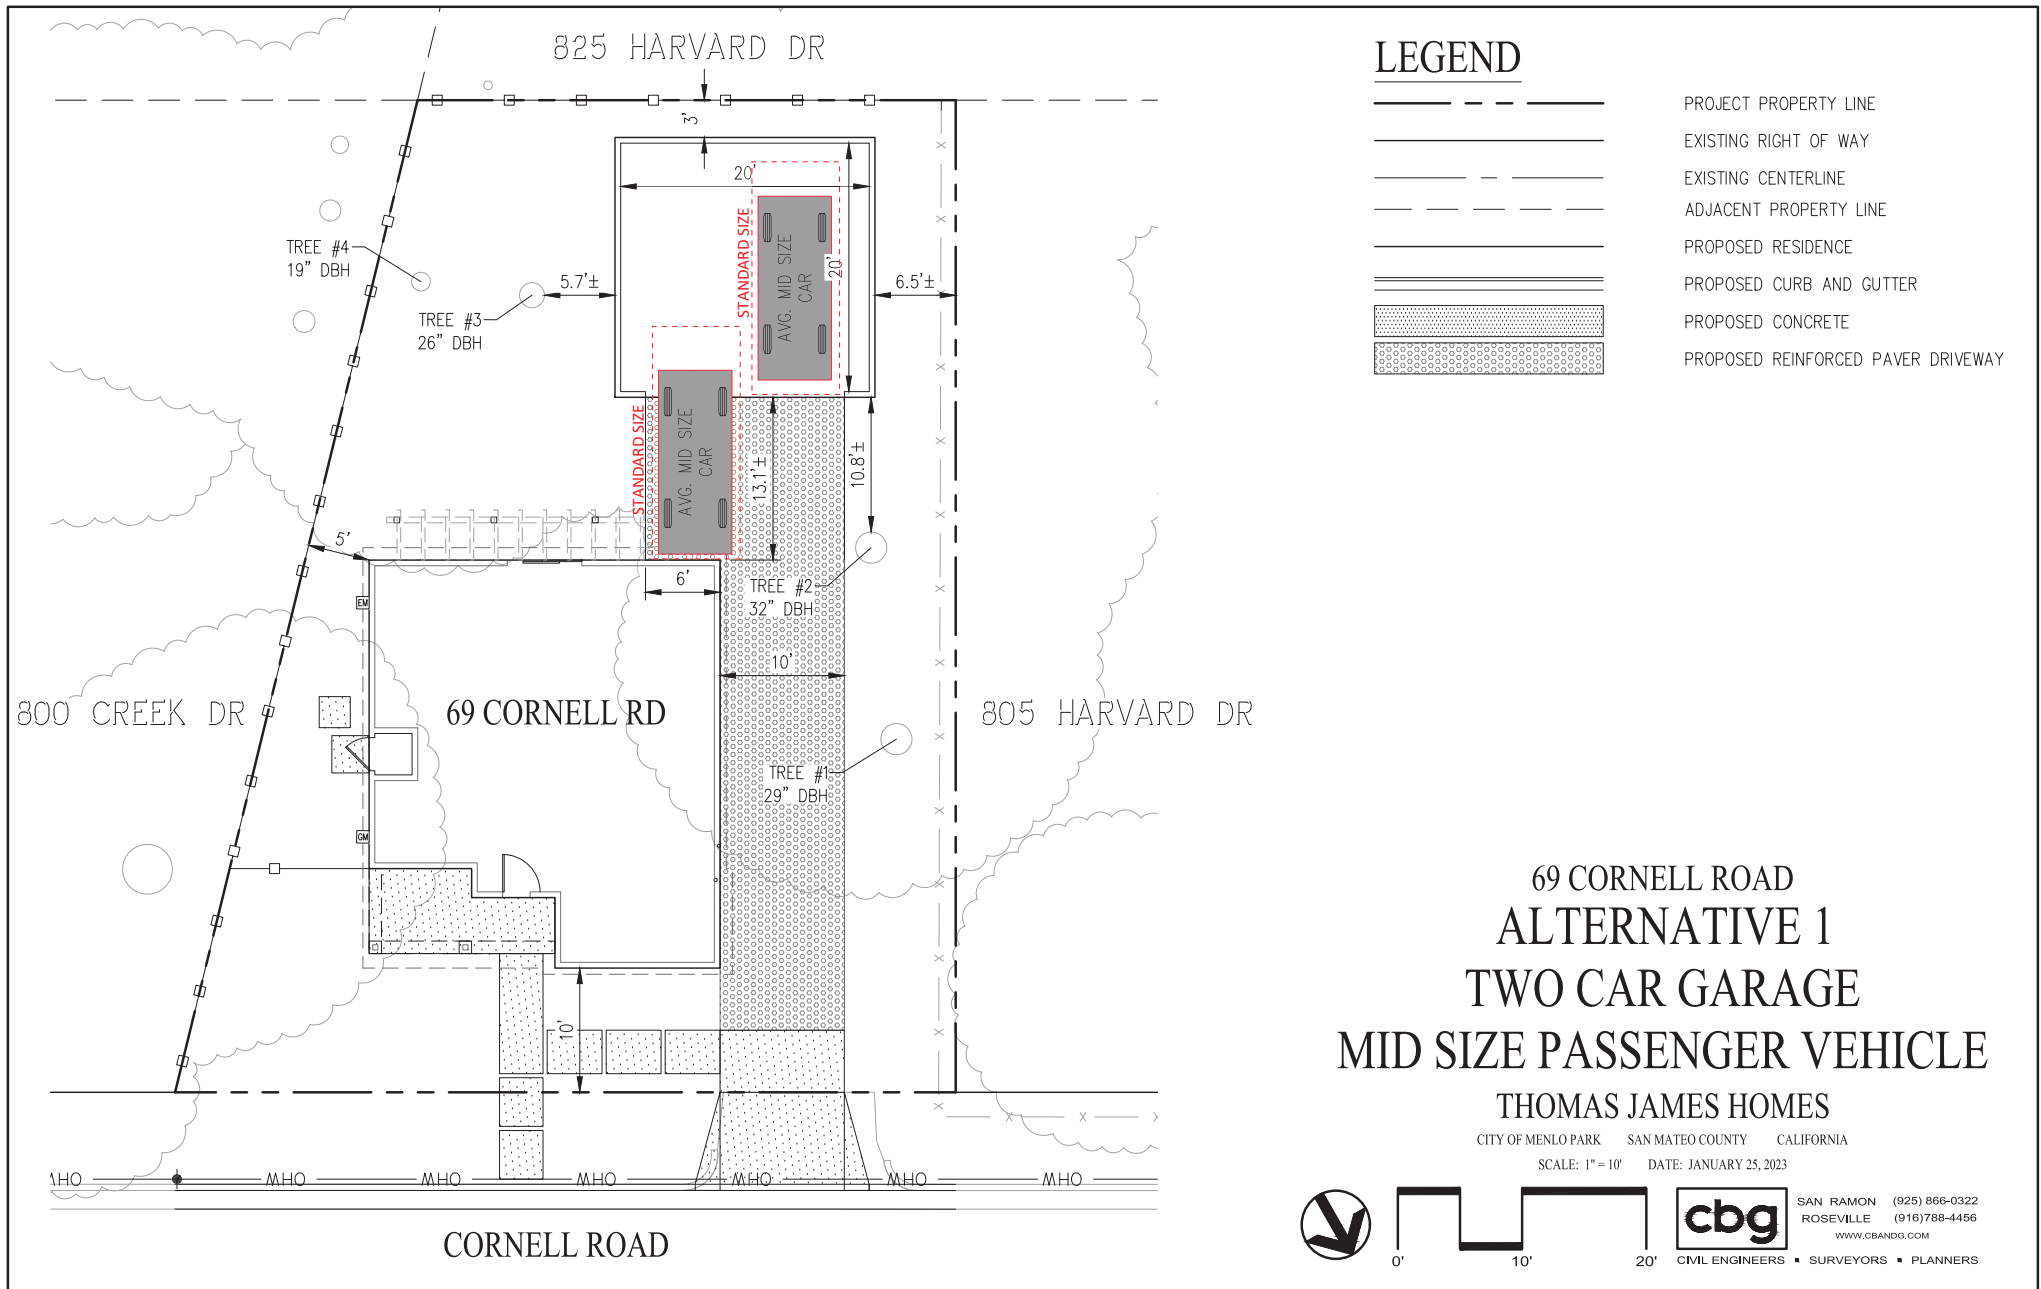 825 HARVARD DR
3'
20'
STANDARD SIZE
AVG. MID SIZE
CAR
20'
TREE #4
19" DBH
5.7'±
6.5'±
TREE #3
26" DBH
STANDARD SIZE
AVG. MID SIZE
CAR
13.1'±
10.8'±
5'
6'
TREE #2
32" DBH
EM
10'
800 CREEK DR
69 CORNELL RD
805 HARVARD DR
TREE #1
29" DBH
GM
10'
OHW
OHW
OHW
OHW
OHW
OHW
CORNELL ROAD
LEGEND
PROJECT PROPERTY LINE
EXISTING RIGHT OF WAY
EXISTING CENTERLINE
ADJACENT PROPERTY LINE
PROPOSED RESIDENCE
PROPOSED CURB AND GUTTER
PROPOSED CONCRETE
PROPOSED REINFORCED PAVER DRIVEWAY
69 CORNELL ROAD
ALTERNATIVE 1
TWO CAR GARAGE
MID SIZE PASSENGER VEHICLE
THOMAS JAMES HOMES
CITY OF MENLO PARK SAN MATEO COUNTY CALIFORNIA
SCALE: 1" = 10' DATE: JANUARY 25, 2023
0' 10' 20'
cbg
SAN RAMON (925) 866-0322
ROSEVILLE (916)788-4456
WWW.CBANDG.COM
CIVIL ENGINEERS ▪ SURVEYORS ▪ PLANNERS